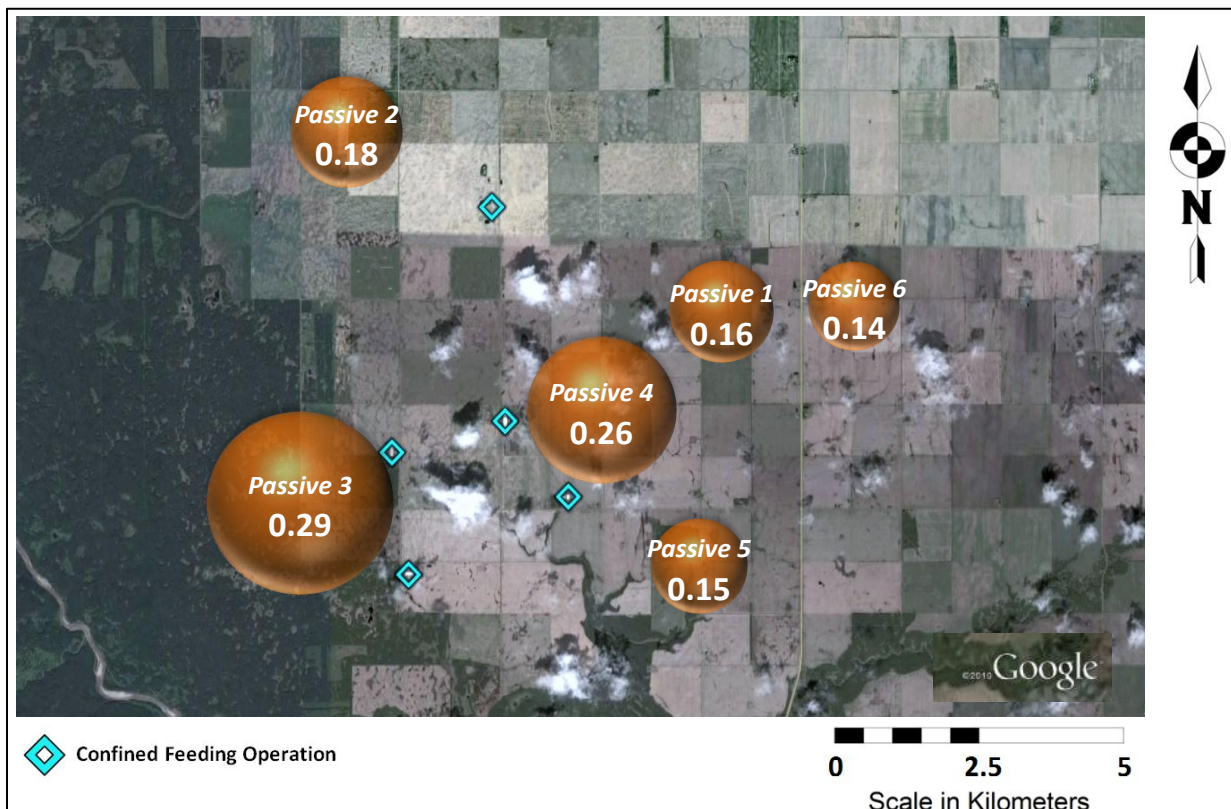 Passive 2
0.18
Passive 1
0.16
Passive 6
0.14
Passive 4
0.26
Passive 3
0.29
Passive 5
0.15
©2010 Google
N
Confined Feeding Operation
0 2.5 5
Scale in Kilometers